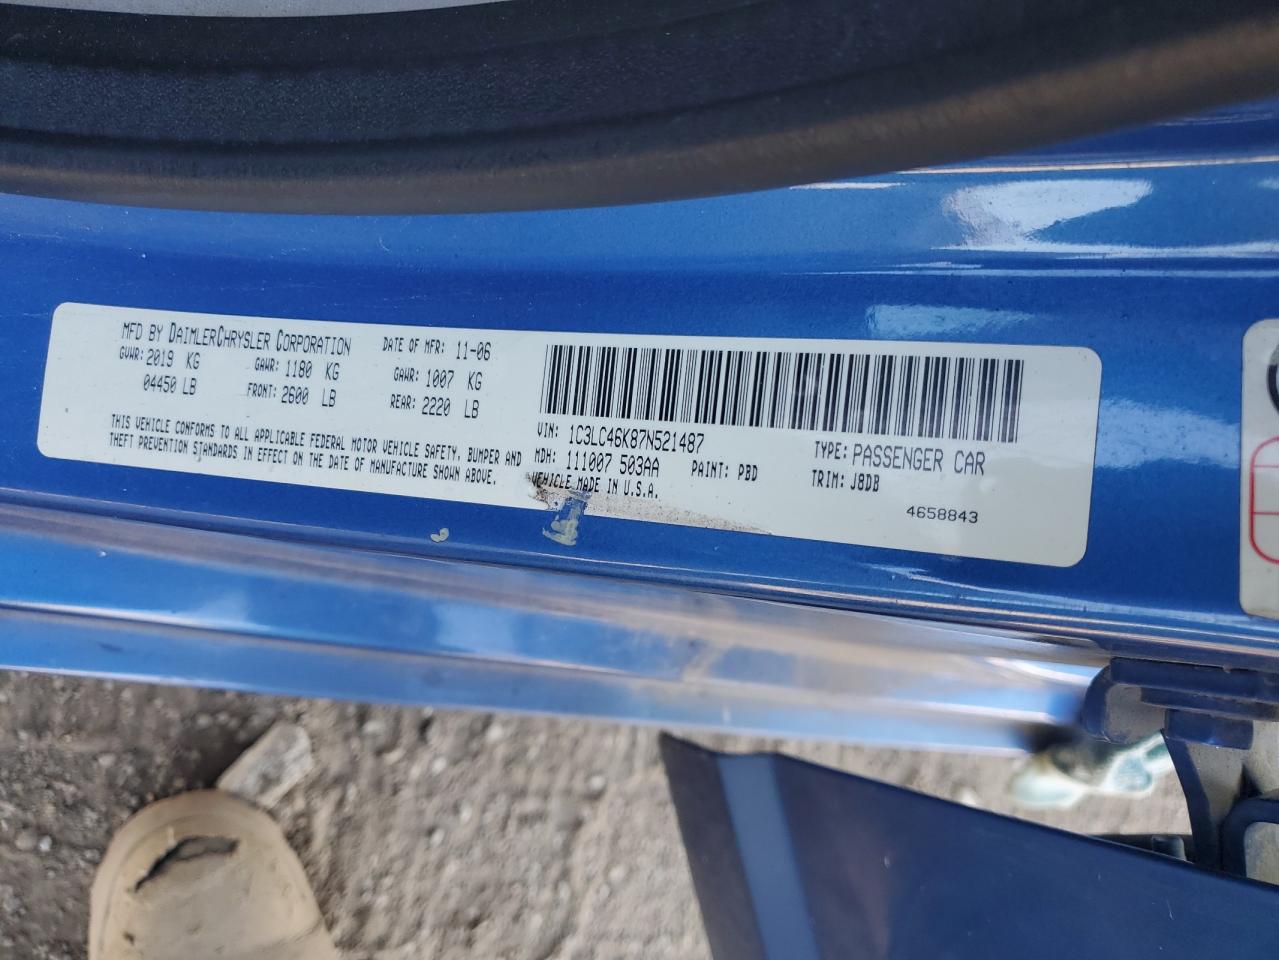 MFD BY DAIMLERCHRYSLER CORPORATION DATE OF MFR: 11-06
GVWR: 2019 KG GAWR: 1180 KG GAWR: 1007 KG
04450 LB FRONT: 2600 LB REAR: 2220 LB
THIS VEHICLE CONFORMS TO ALL APPLICABLE FEDERAL MOTOR VEHICLE SAFETY, BUMPER AND
THEFT PREVENTION STANDARDS IN EFFECT ON THE DATE OF MANUFACTURE SHOWN ABOVE.
VIN: 1C3LC46K87N521487 TYPE: PASSENGER CAR
MDH: 111007 503AA PAINT: PBD TRIM: J8DB
VEHICLE MADE IN U.S.A.
4658843